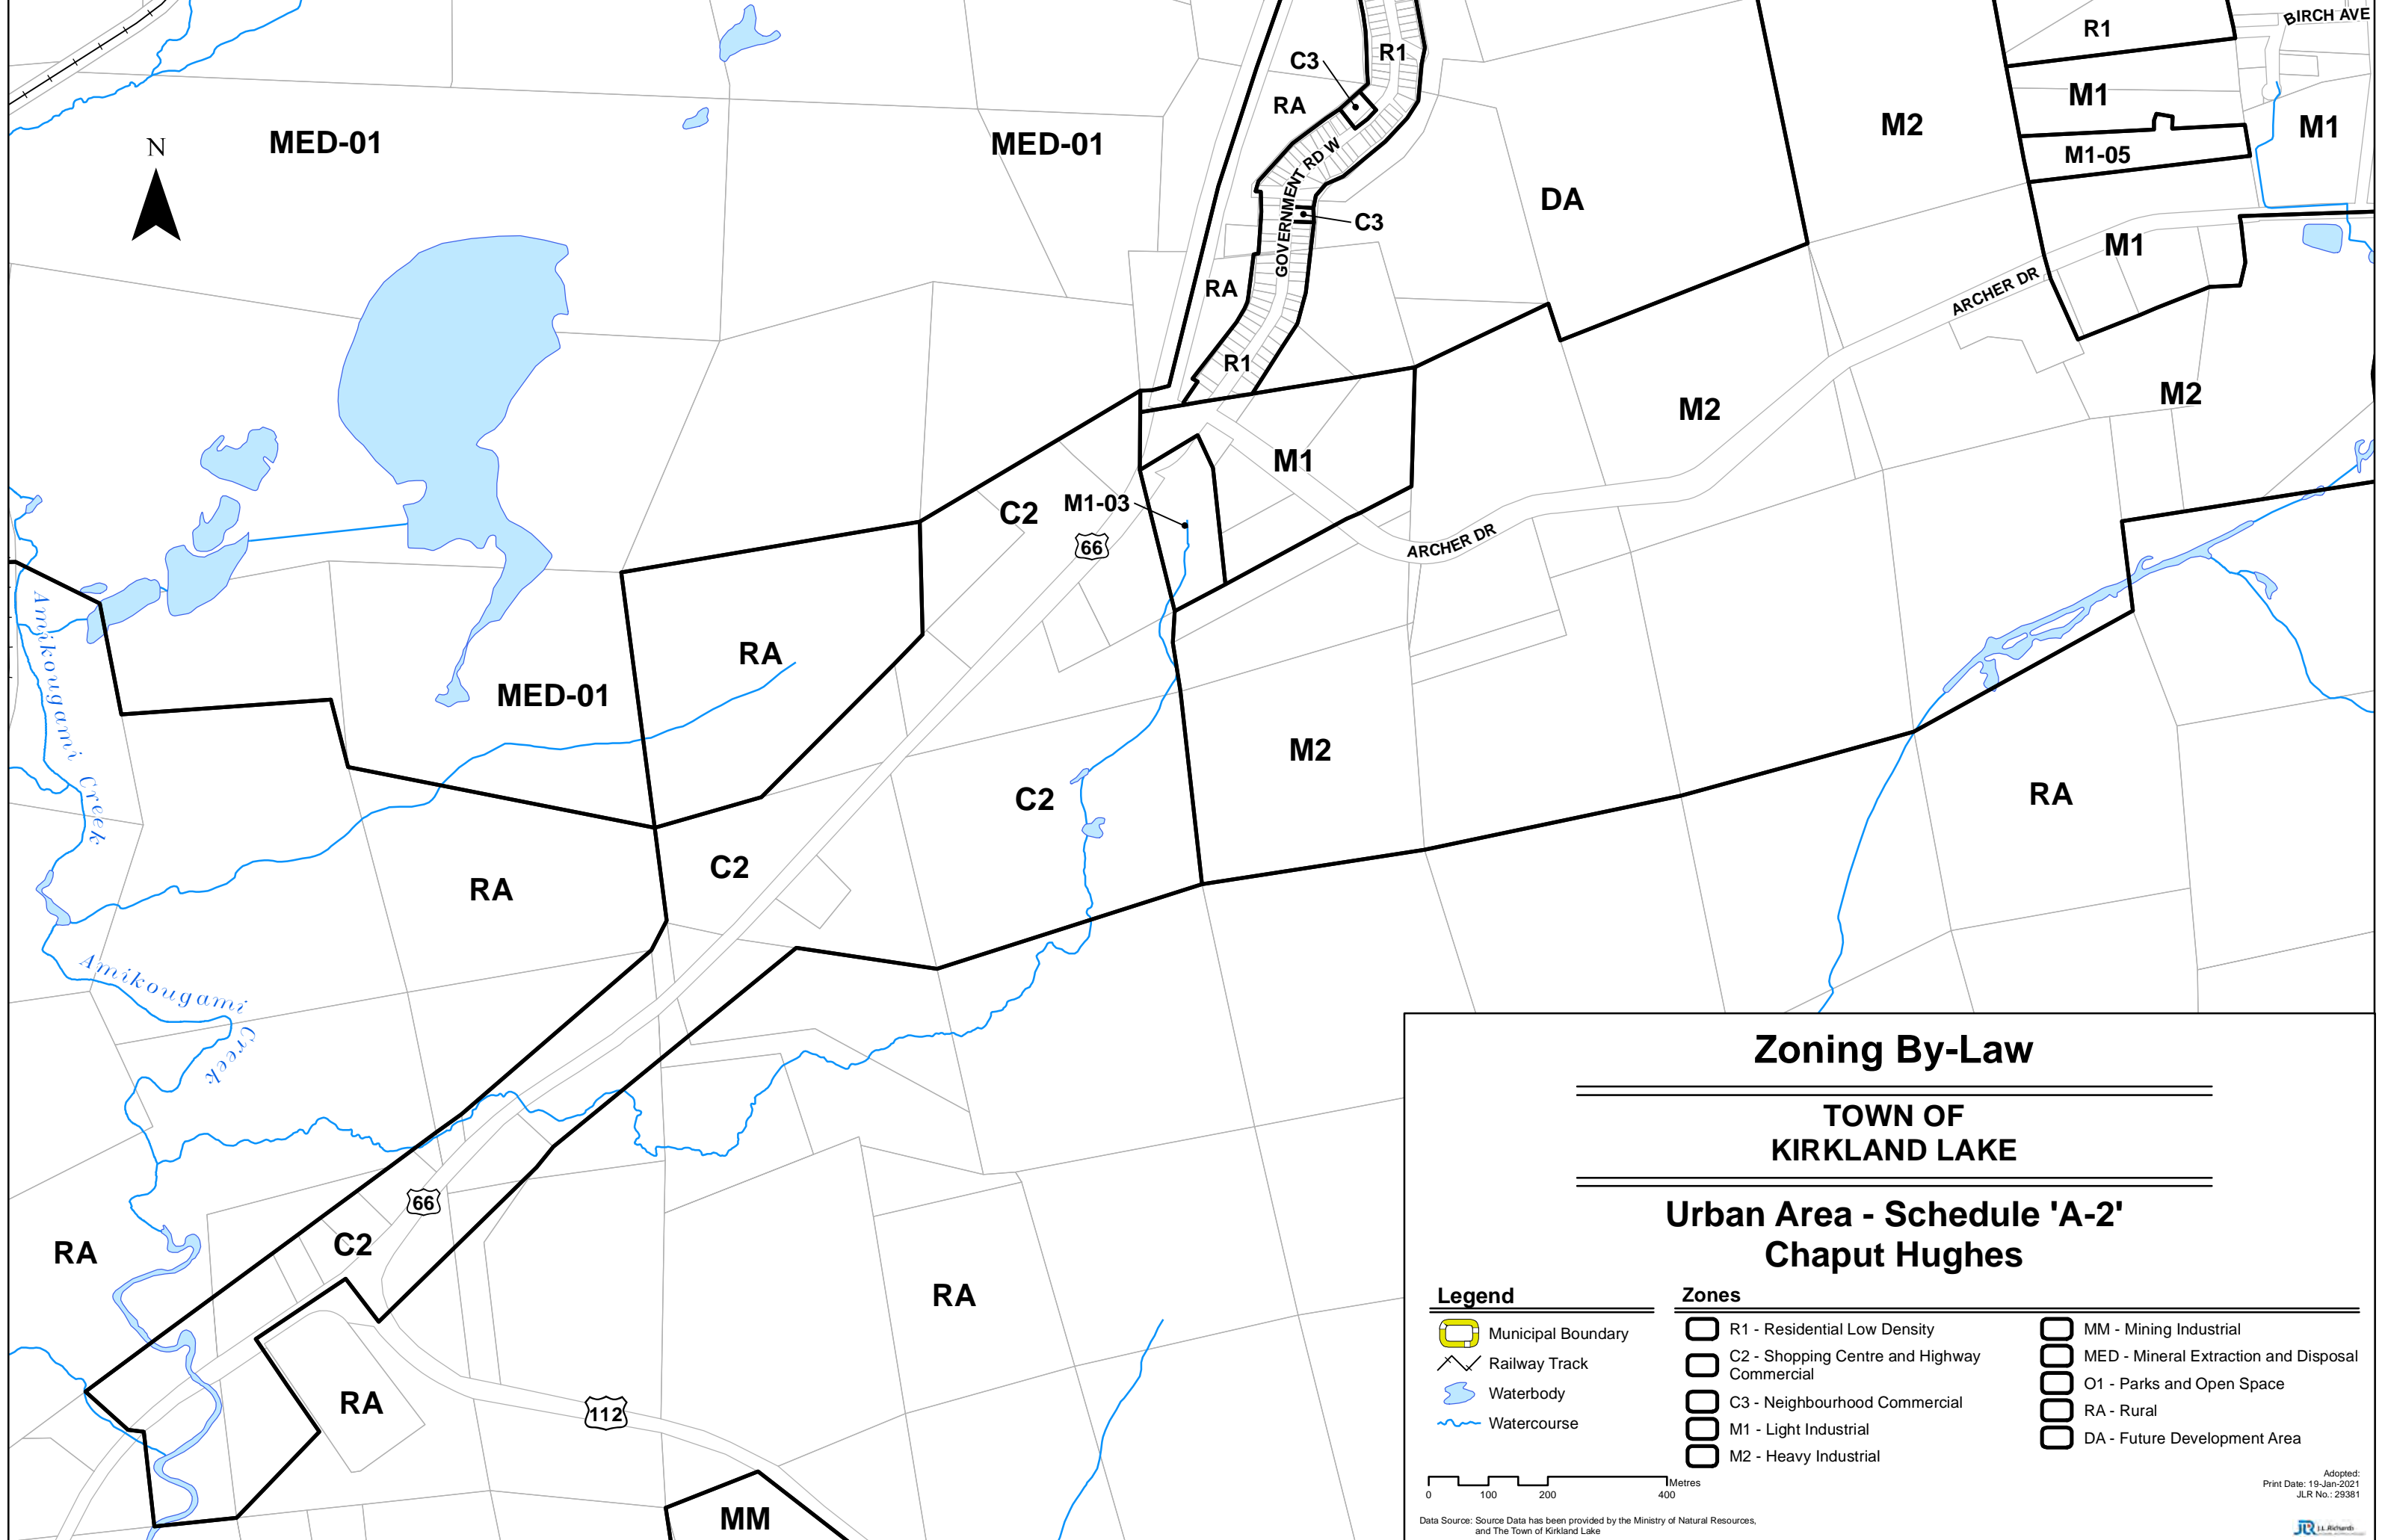 BIRCH AVE
R1
R1
C3
M1
RA
M2
M1
N
MED-01
MED-01
M1-05
GOVERNMENT RD W
DA
C3
M1
RA
ARCHER DR
R1
M2
M2
M1
C2
M1-03
66
ARCHER DR
Amikougami Creek
RA
MED-01
M2
C2
RA
C2
RA
Amikougami Creek
66
C2
RA
RA
RA
112
MM
Zoning By-Law
TOWN OF
KIRKLAND LAKE
Urban Area - Schedule 'A-2'
Chaput Hughes
Legend
Municipal Boundary
Railway Track
Waterbody
Watercourse
Zones
R1 - Residential Low Density
C2 - Shopping Centre and Highway
Commercial
C3 - Neighbourhood Commercial
M1 - Light Industrial
M2 - Heavy Industrial
MM - Mining Industrial
MED - Mineral Extraction and Disposal
O1 - Parks and Open Space
RA - Rural
DA - Future Development Area
Metres
0 100 200 400
Adopted:
Print Date: 19-Jan-2021
JLR No.: 29381
Data Source: Source Data has been provided by the Ministry of Natural Resources,
and The Town of Kirkland Lake
JLR J.L. Richards